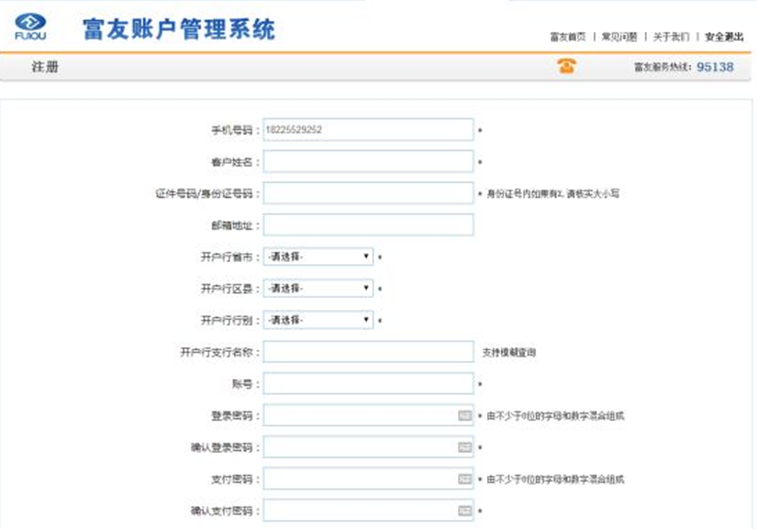 FUIOU 富友账户管理系统
富友首页 | 常见问题 | 关于我们 | 安全退出
注册 富友服务热线：95138
手机号码： 18225529252 *
客户姓名： *
证件号码/身份证号码： * 身份证号内如果有X,请核实大小写
邮箱地址：
开户行省市： -请选择- *
开户行区县： -请选择- *
开户行行别： -请选择- *
开户行支行名称： 支持模糊查询
账号： *
登录密码： * 由不少于6位的字母和数字混合组成
确认登录密码： *
支付密码： * 由不少于6位的字母和数字混合组成
确认支付密码： *